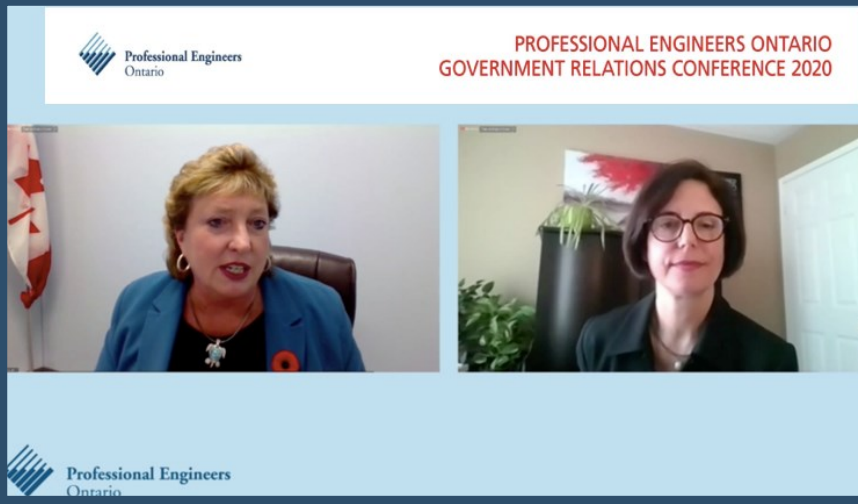 Professional Engineers
Ontario
PROFESSIONAL ENGINEERS ONTARIO
GOVERNMENT RELATIONS CONFERENCE 2020
Professional Engineers
Ontario